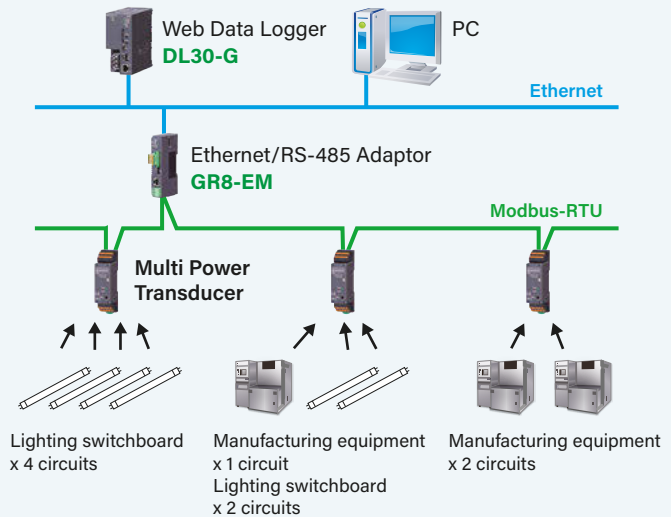 Web Data Logger
DL30-G
PC
Ethernet
Ethernet/RS-485 Adaptor
GR8-EM
Modbus-RTU
Multi Power
Transducer
Lighting switchboard
x 4 circuits
Manufacturing equipment
x 1 circuit
Lighting switchboard
x 2 circuits
Manufacturing equipment
x 2 circuits